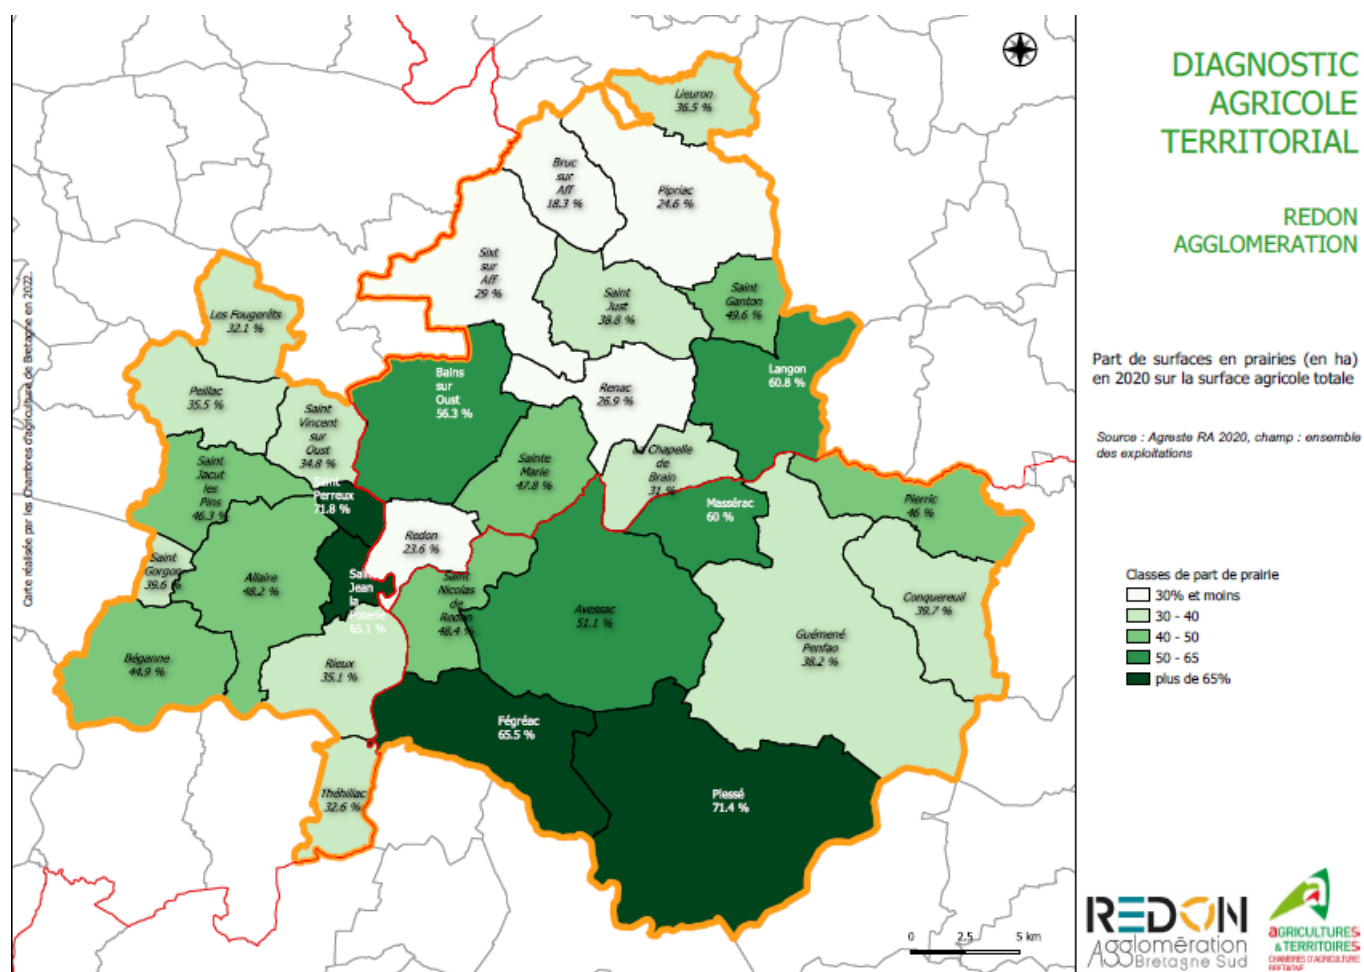 DIAGNOSTIC
AGRICOLE
TERRITORIAL
REDON
AGGLOMERATION
Part de surfaces en prairies (en ha)
en 2020 sur la surface agricole totale
Source : Agreste RA 2020, champ : ensemble
des exploitations
Classes de part de prairie
30% et moins
30 - 40
40 - 50
50 - 65
plus de 65%
Carte réalisée par les chambres d'agriculture de Bretagne en 2022.
Lieuron
36.5 %
Bruc
sur
Aff
18.3 %
Pipriac
24.6 %
Sixt
sur
Aff
29 %
Saint
Just
38.8 %
Saint
Ganton
49.6 %
Les Fougerêts
32.1 %
Bains
sur
Oust
56.3 %
Langon
60.8 %
Renac
26.9 %
Peillac
35.5 %
Saint
Vincent
sur
Oust
34.8 %
Sainte
Marie
47.8 %
Chapelle
de
Brain
31 %
Saint
Jacut
les
Pins
46.3 %
Saint
Perreux
71.8 %
Massérac
60 %
Pierric
46 %
Redon
23.6 %
Saint
Gorgon
39.6 %
Allaire
48.2 %
Saint
Jean
la
Poterie
65.1 %
Saint
Nicolas
de
Redon
48.4 %
Avessac
51.1 %
Conquereuil
39.7 %
Guémené
Penfao
38.2 %
Béganne
44.9 %
Rieux
35.1 %
Fégréac
65.5 %
Théhillac
32.6 %
Plessé
71.4 %
0 2.5 5 km
REDON
Agglomération
Bretagne Sud
AGRICULTURES
& TERRITOIRES
CHAMBRES D'AGRICULTURE
BRETAGNE